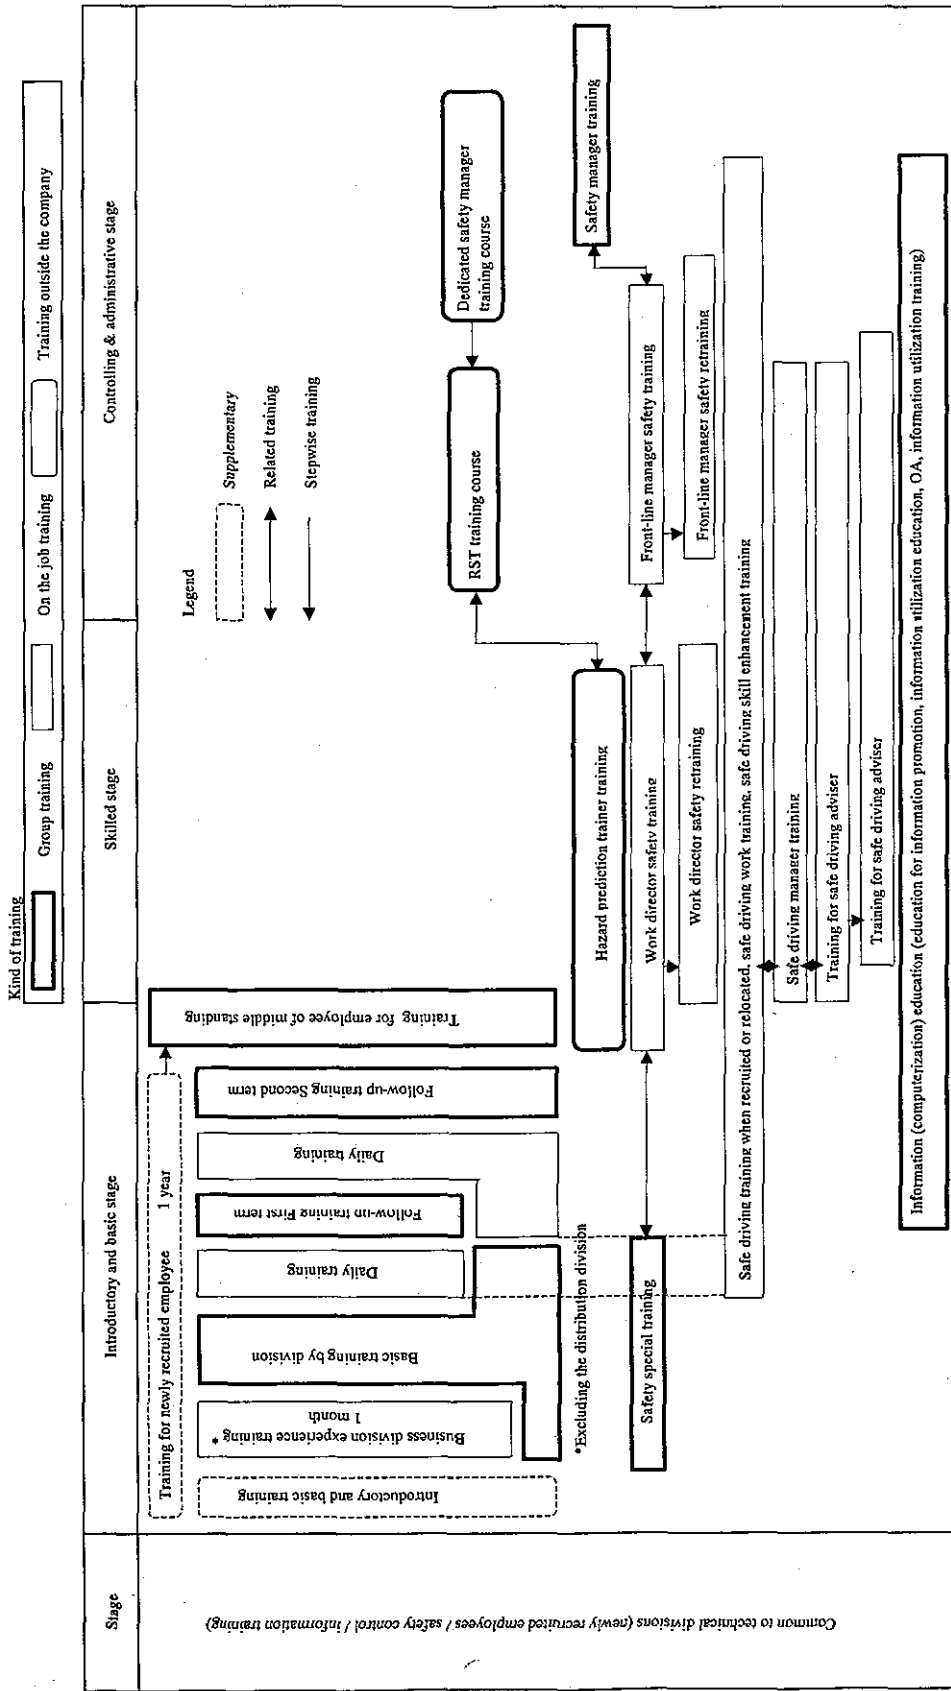 Kind of training
Group training
On the job training
Training outside the company
Stage
Introductory and basic stage
Skilled stage
Controlling & administrative stage
Common to technical divisions (newly recruited employees / safety control / information training)
Training for newly recruited employee 1 year
Introductory and basic training
Business division experience training *
1 month
Basic training by division
Daily training
Follow-up training First term
Daily training
Follow-up training Second term
Training for employee of middle standing
*Excluding the distribution division
Legend
Supplementary
Related training
Stepwise training
RST training course
Dedicated safety manager
training course
Hazard prediction trainer training
Safety special training
Work director safety training
Front-line manager safety training
Safety manager training
Work director safety retraining
Front-line manager safety retraining
Safe driving training when recruited or relocated, safe driving work training, safe driving skill enhancement training
Safe driving manager training
Training for safe driving adviser
Training for safe driving adviser
Information (computerization) education (education for information promotion, information utilization education, OA, information utilization training)